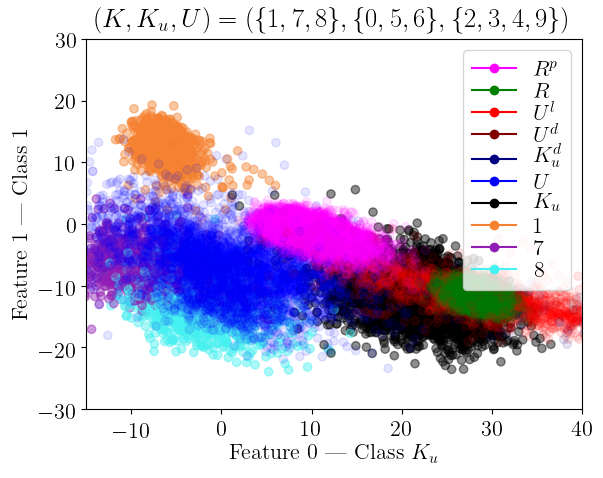 (K, K_u, U) = ({1, 7, 8}, {0, 5, 6}, {2, 3, 4, 9})
30
20
10
0
−10
−20
−30
Feature 1 — Class 1
R^p
R
U^l
U^d
K_u^d
U
K_u
1
7
8
−10 0 10 20 30 40
Feature 0 — Class K_u